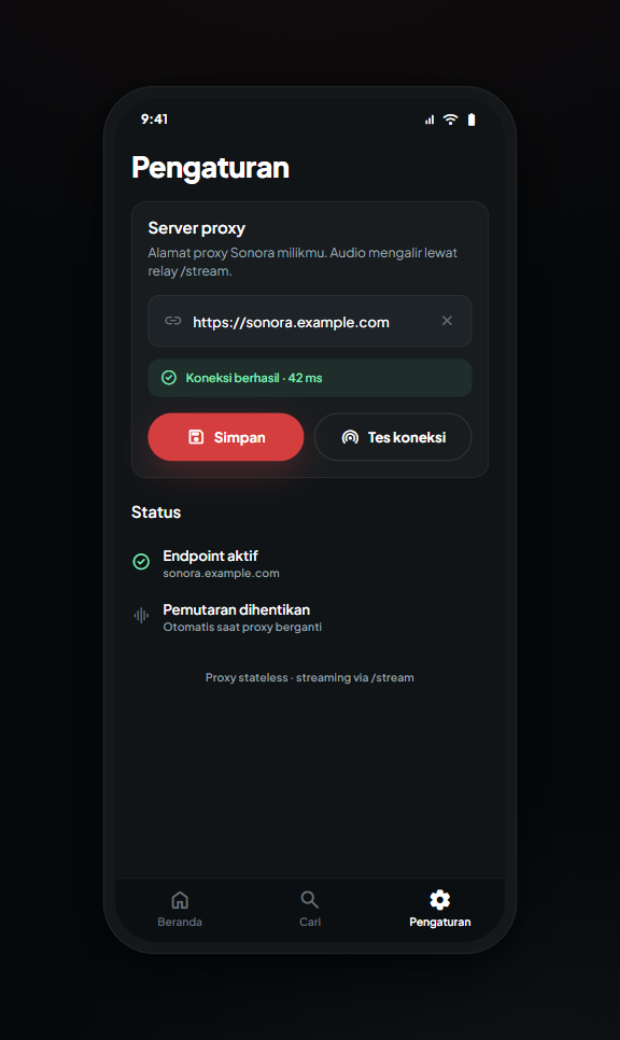 9:41
Pengaturan
Server proxy
Alamat proxy Sonora milikmu. Audio mengalir lewat
relay /stream.
https://sonora.example.com
Koneksi berhasil · 42 ms
Simpan
Tes koneksi
Status
Endpoint aktif
sonora.example.com
Pemutaran dihentikan
Otomatis saat proxy berganti
Proxy stateless · streaming via /stream
Beranda
Cari
Pengaturan